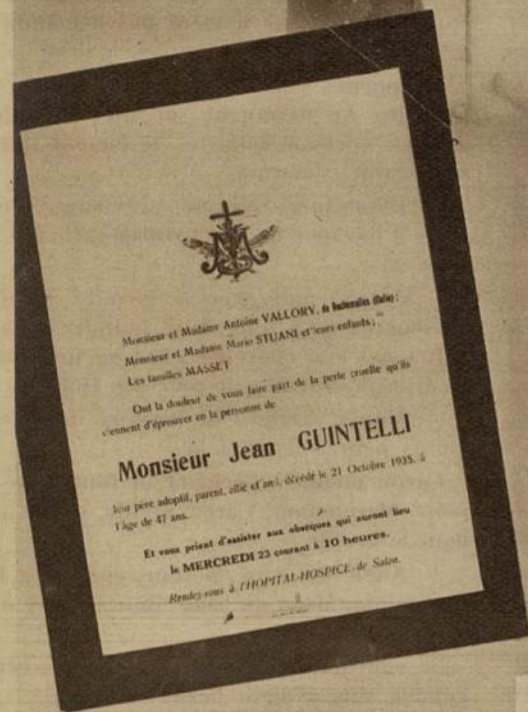 M
Monsieur et Madame Antoine VALLORY, de (Italie) ;
Monsieur et Madame Mario STUANI et leurs enfants ;
Les familles MASSET
Ont la douleur de vous faire part de la perte cruelle qu'ils
viennent d'éprouver en la personne de
Monsieur Jean GUINTELLI
leur père adoptif, parent, allié et ami, décédé le 21 Octobre 1935, à
l'âge de 47 ans.
Et vous prient d'assister aux obsèques qui auront lieu
le MERCREDI 23 courant à 10 heures.
Rendez-vous à l'HOPITAL-HOSPICE de Salon.